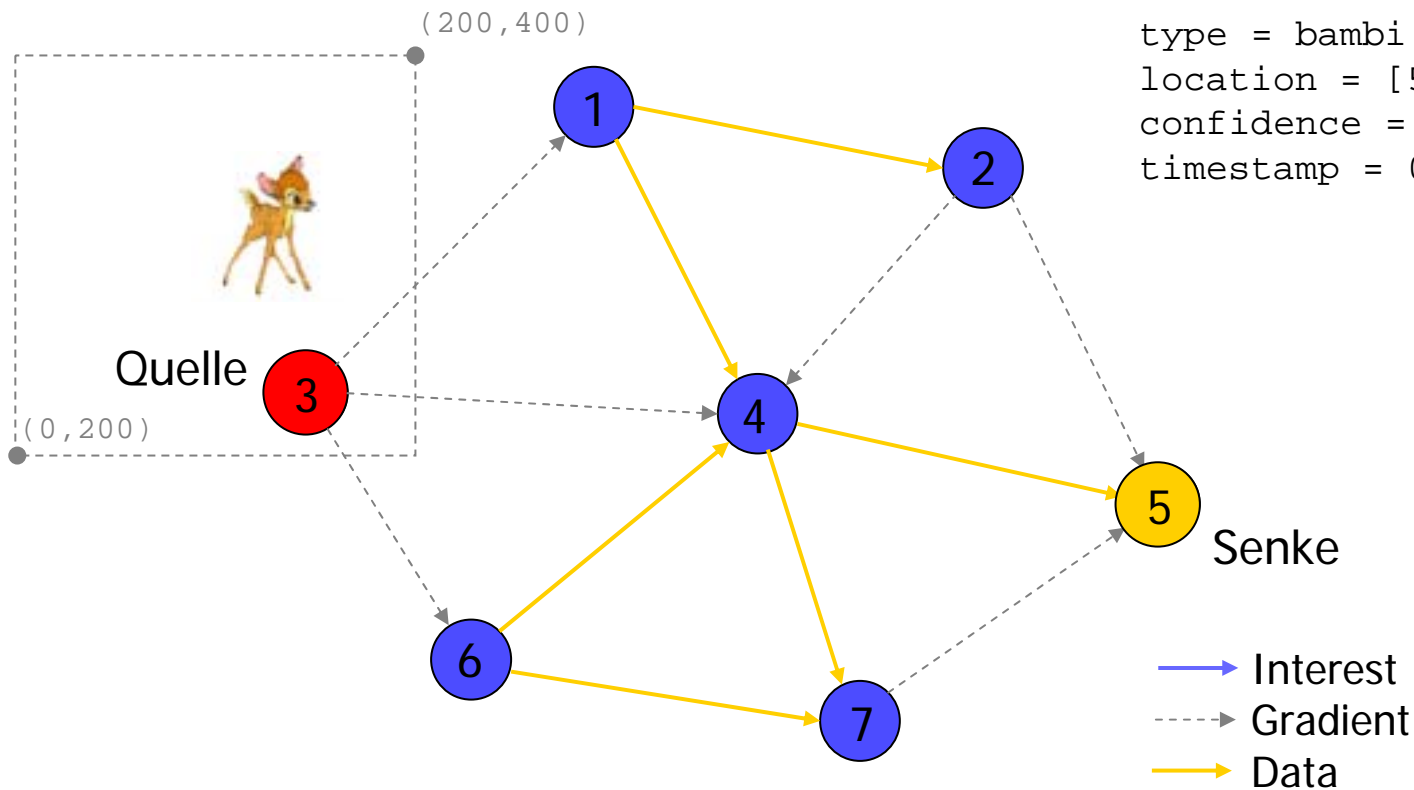 (200,400)
type = bambi
location = [5
confidence =
timestamp = (
1
2
Quelle
3
(0,200)
4
5
Senke
6
7
Interest
Gradient
Data